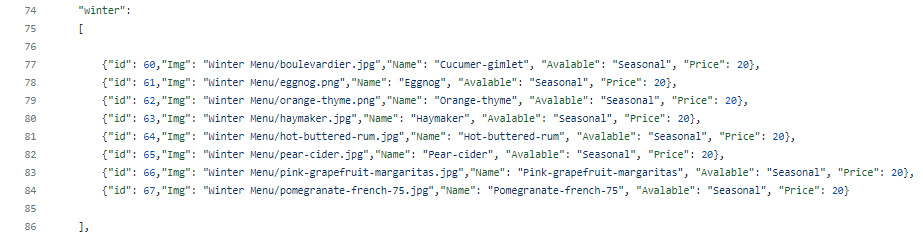 74 "winter":
75 [
76
77 {"id": 60,"Img": "Winter Menu/boulevardier.jpg","Name": "Cucumer-gimlet", "Avalable": "Seasonal", "Price": 20},
78 {"id": 61,"Img": "Winter Menu/eggnog.png","Name": "Eggnog", "Avalable": "Seasonal", "Price": 20},
79 {"id": 62,"Img": "Winter Menu/orange-thyme.png","Name": "Orange-thyme", "Avalable": "Seasonal", "Price": 20},
80 {"id": 63,"Img": "Winter Menu/haymaker.jpg","Name": "Haymaker", "Avalable": "Seasonal", "Price": 20},
81 {"id": 64,"Img": "Winter Menu/hot-buttered-rum.jpg","Name": "Hot-buttered-rum", "Avalable": "Seasonal", "Price": 20},
82 {"id": 65,"Img": "Winter Menu/pear-cider.jpg","Name": "Pear-cider", "Avalable": "Seasonal", "Price": 20},
83 {"id": 66,"Img": "Winter Menu/pink-grapefruit-margaritas.jpg","Name": "Pink-grapefruit-margaritas", "Avalable": "Seasonal", "Price": 20},
84 {"id": 67,"Img": "Winter Menu/pomegranate-french-75.jpg","Name": "Pomegranate-french-75", "Avalable": "Seasonal", "Price": 20}
85
86 ],